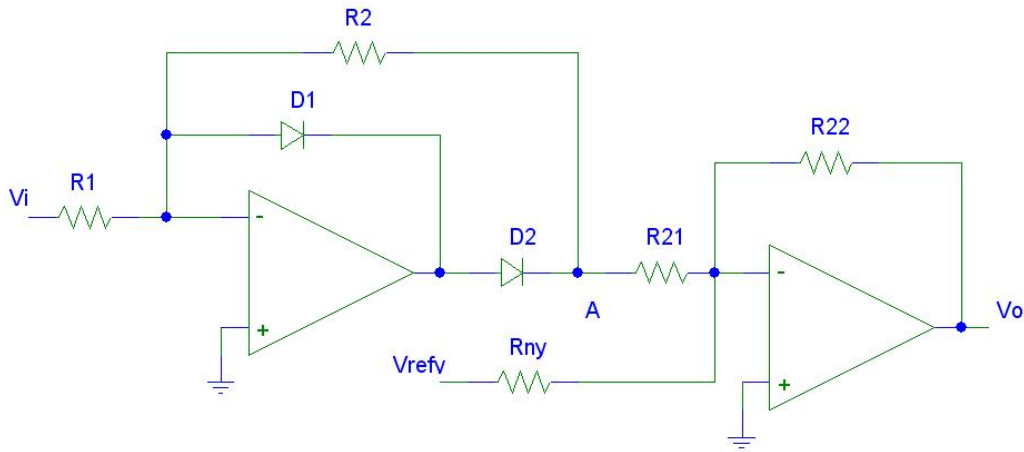 R2
D1
R1
Vi
-
+
D2
A
R21
Vrefv
Rny
R22
-
+
Vo